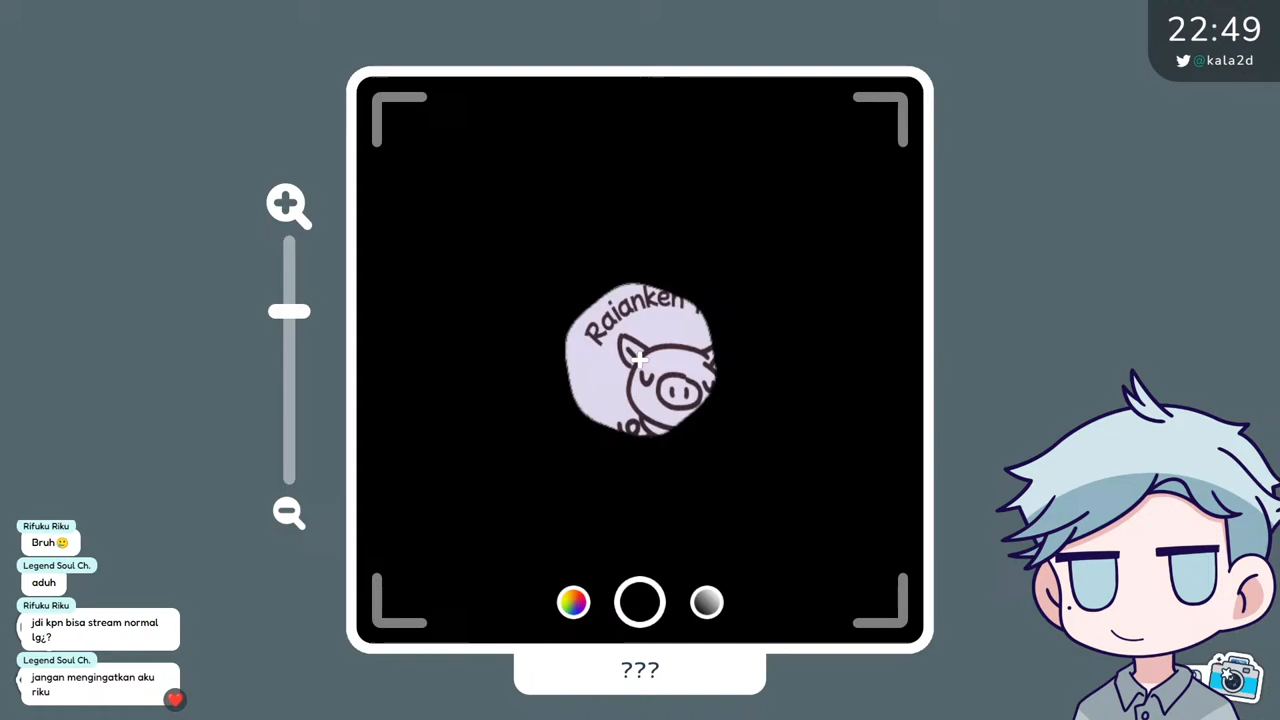 22:49
@kala2d
Raianken
???
Rifuku Riku
Bruh
Legend Soul Ch.
aduh
Rifuku Riku
jdi kpn bisa stream normal
lg¿?
Legend Soul Ch.
jangan mengingatkan aku
riku